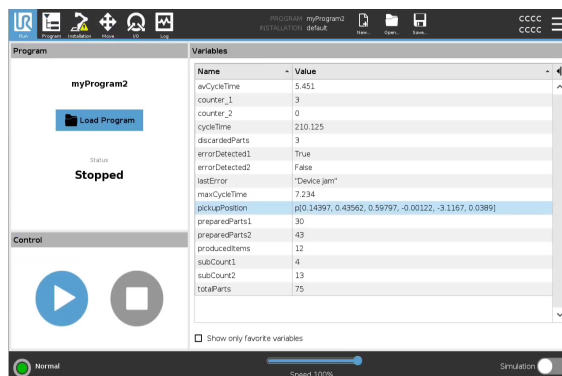 UR
Run
Program
Installation
Move
I/O
Log
PROGRAM myProgram2
INSTALLATION default
New...
Open...
Save...
CCCC
CCCC
Program
myProgram2
Load Program
Status
Stopped
Control
Variables
Name Value
avCycleTime 5.451
counter_1 3
counter_2 0
cycleTime 210.125
discardedParts 3
errorDetected1 True
errorDetected2 False
lastError "Device jam"
maxCycleTime 7.234
pickupPosition p[0.14397, 0.43562, 0.59797, -0.00122, -3.1167, 0.0389]
preparedParts1 30
preparedParts2 43
producedItems 12
subCount1 4
subCount2 13
totalParts 75
Show only favorite variables
Normal
Speed 100%
Simulation